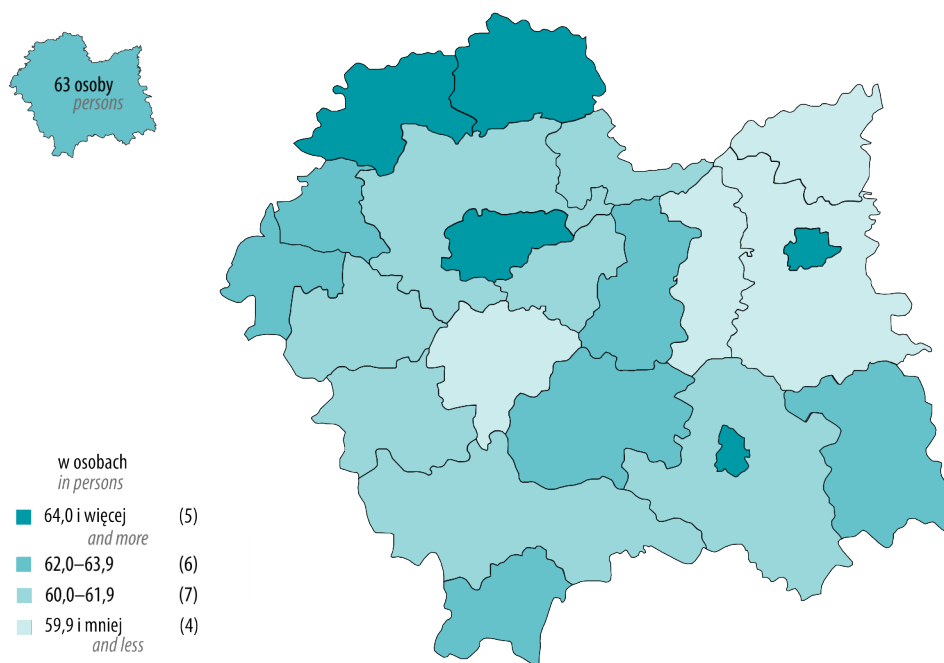 63 osoby
persons
w osobach
in persons
64,0 i więcej (5)
and more
62,0–63,9 (6)
60,0–61,9 (7)
59,9 i mniej (4)
and less